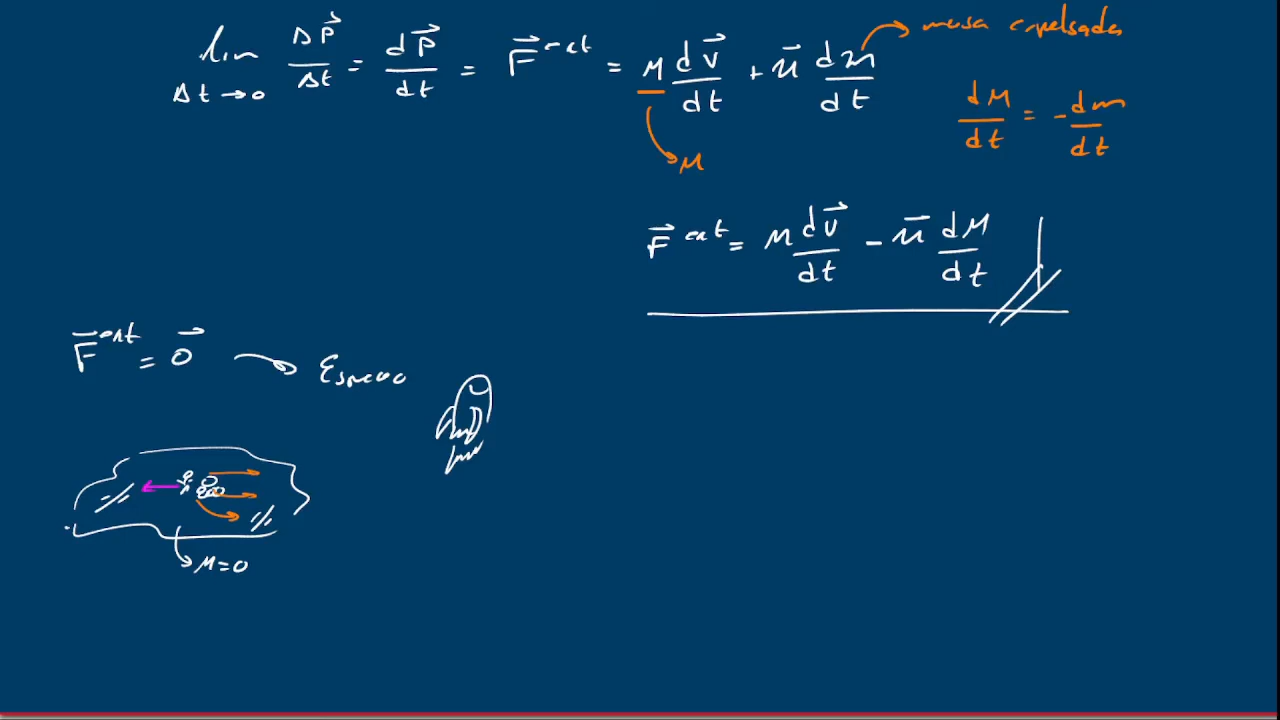 lim ΔP⃗/Δt = dP⃗/dt = F⃗ ext = M dv⃗/dt + u⃗ dm/dt → masa expulsada
Δt → 0
dM/dt = - dm/dt
M
F⃗ ext = M dv⃗/dt - u⃗ dM/dt
F⃗ ext = 0⃗ → Espacio
μ = 0